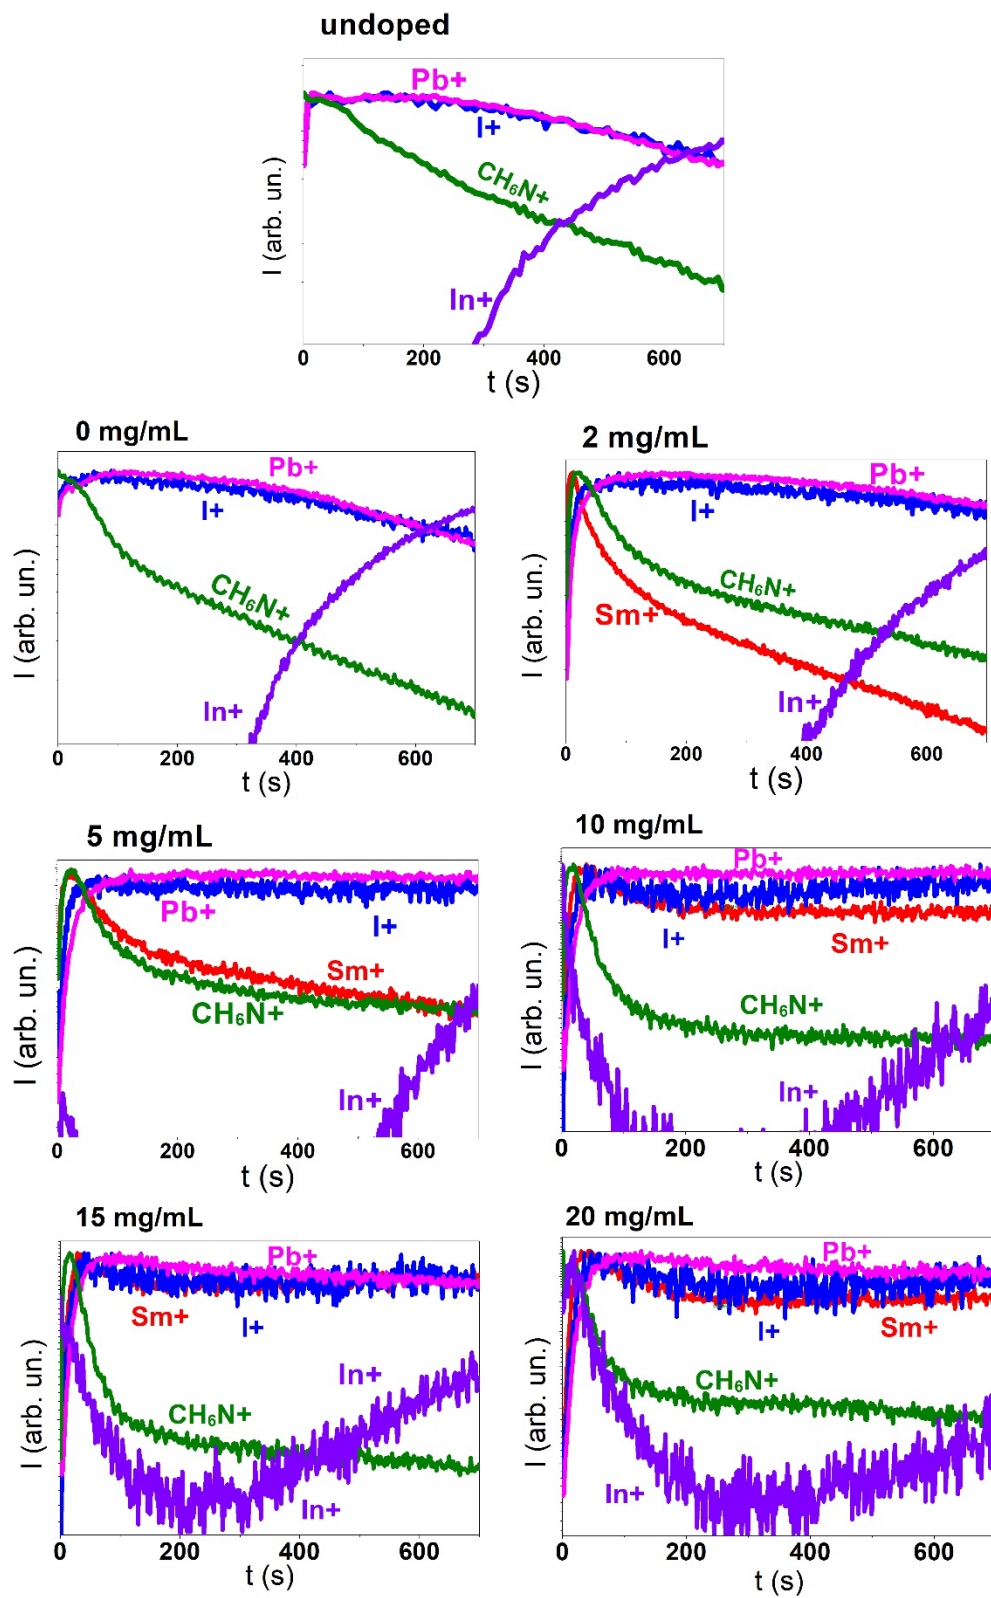 undoped
Pb+
I+
CH₆N+
In+
I (arb. un.)
0 200 400 600
t (s)
0 mg/mL
Pb+
I+
CH₆N+
In+
I (arb. un.)
0 200 400 600
t (s)
2 mg/mL
Pb+
I+
CH₆N+
Sm+
In+
I (arb. un.)
0 200 400 600
t (s)
5 mg/mL
Pb+
I+
Sm+
CH₆N+
In+
I (arb. un.)
0 200 400 600
t (s)
10 mg/mL
Pb+
I+
Sm+
CH₆N+
In+
I (arb. un.)
0 200 400 600
t (s)
15 mg/mL
Pb+
Sm+
I+
In+
CH₆N+
In+
I (arb. un.)
0 200 400 600
t (s)
20 mg/mL
Pb+
I+
Sm+
CH₆N+
In+
I (arb. un.)
0 200 400 600
t (s)